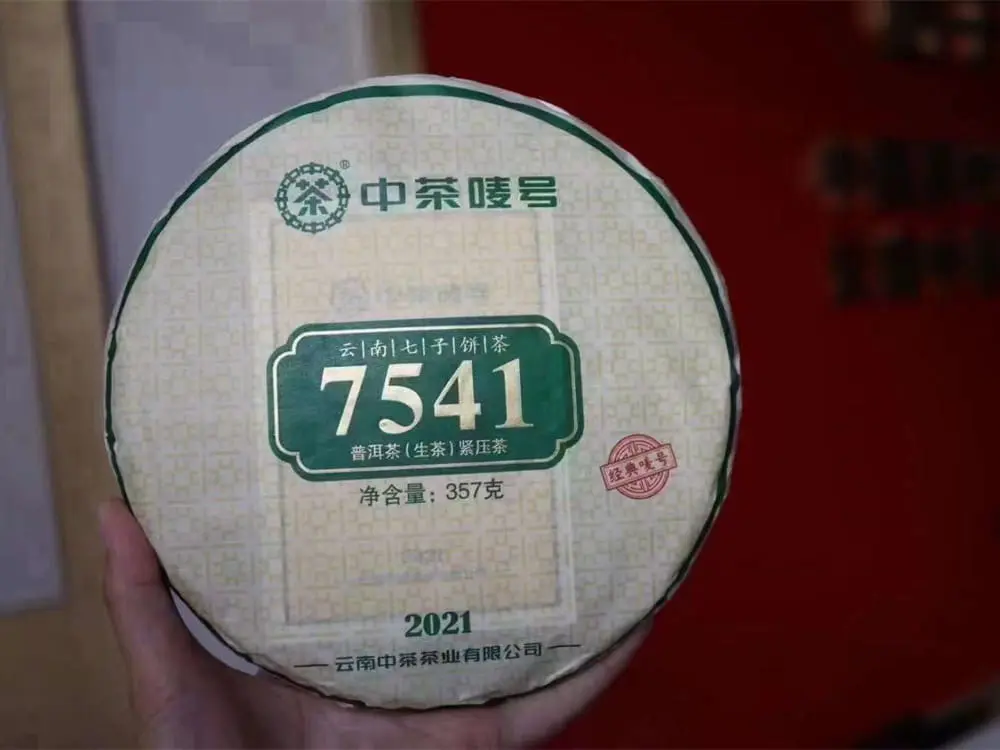 茶® 中茶唛号
云|南|七|子|饼|茶
7541
普洱茶(生茶)紧压茶
净含量：357克
经典唛号
2021
云南中茶茶业有限公司